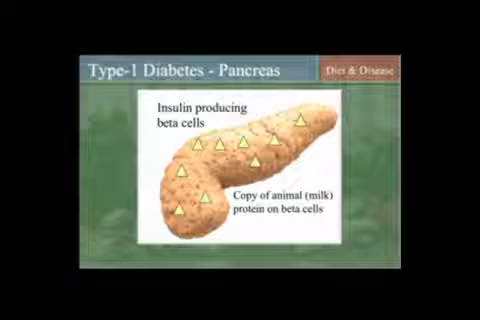 Type-1 Diabetes - Pancreas
Diet & Disease
Insulin producing
beta cells
Copy of animal (milk)
protein on beta cells